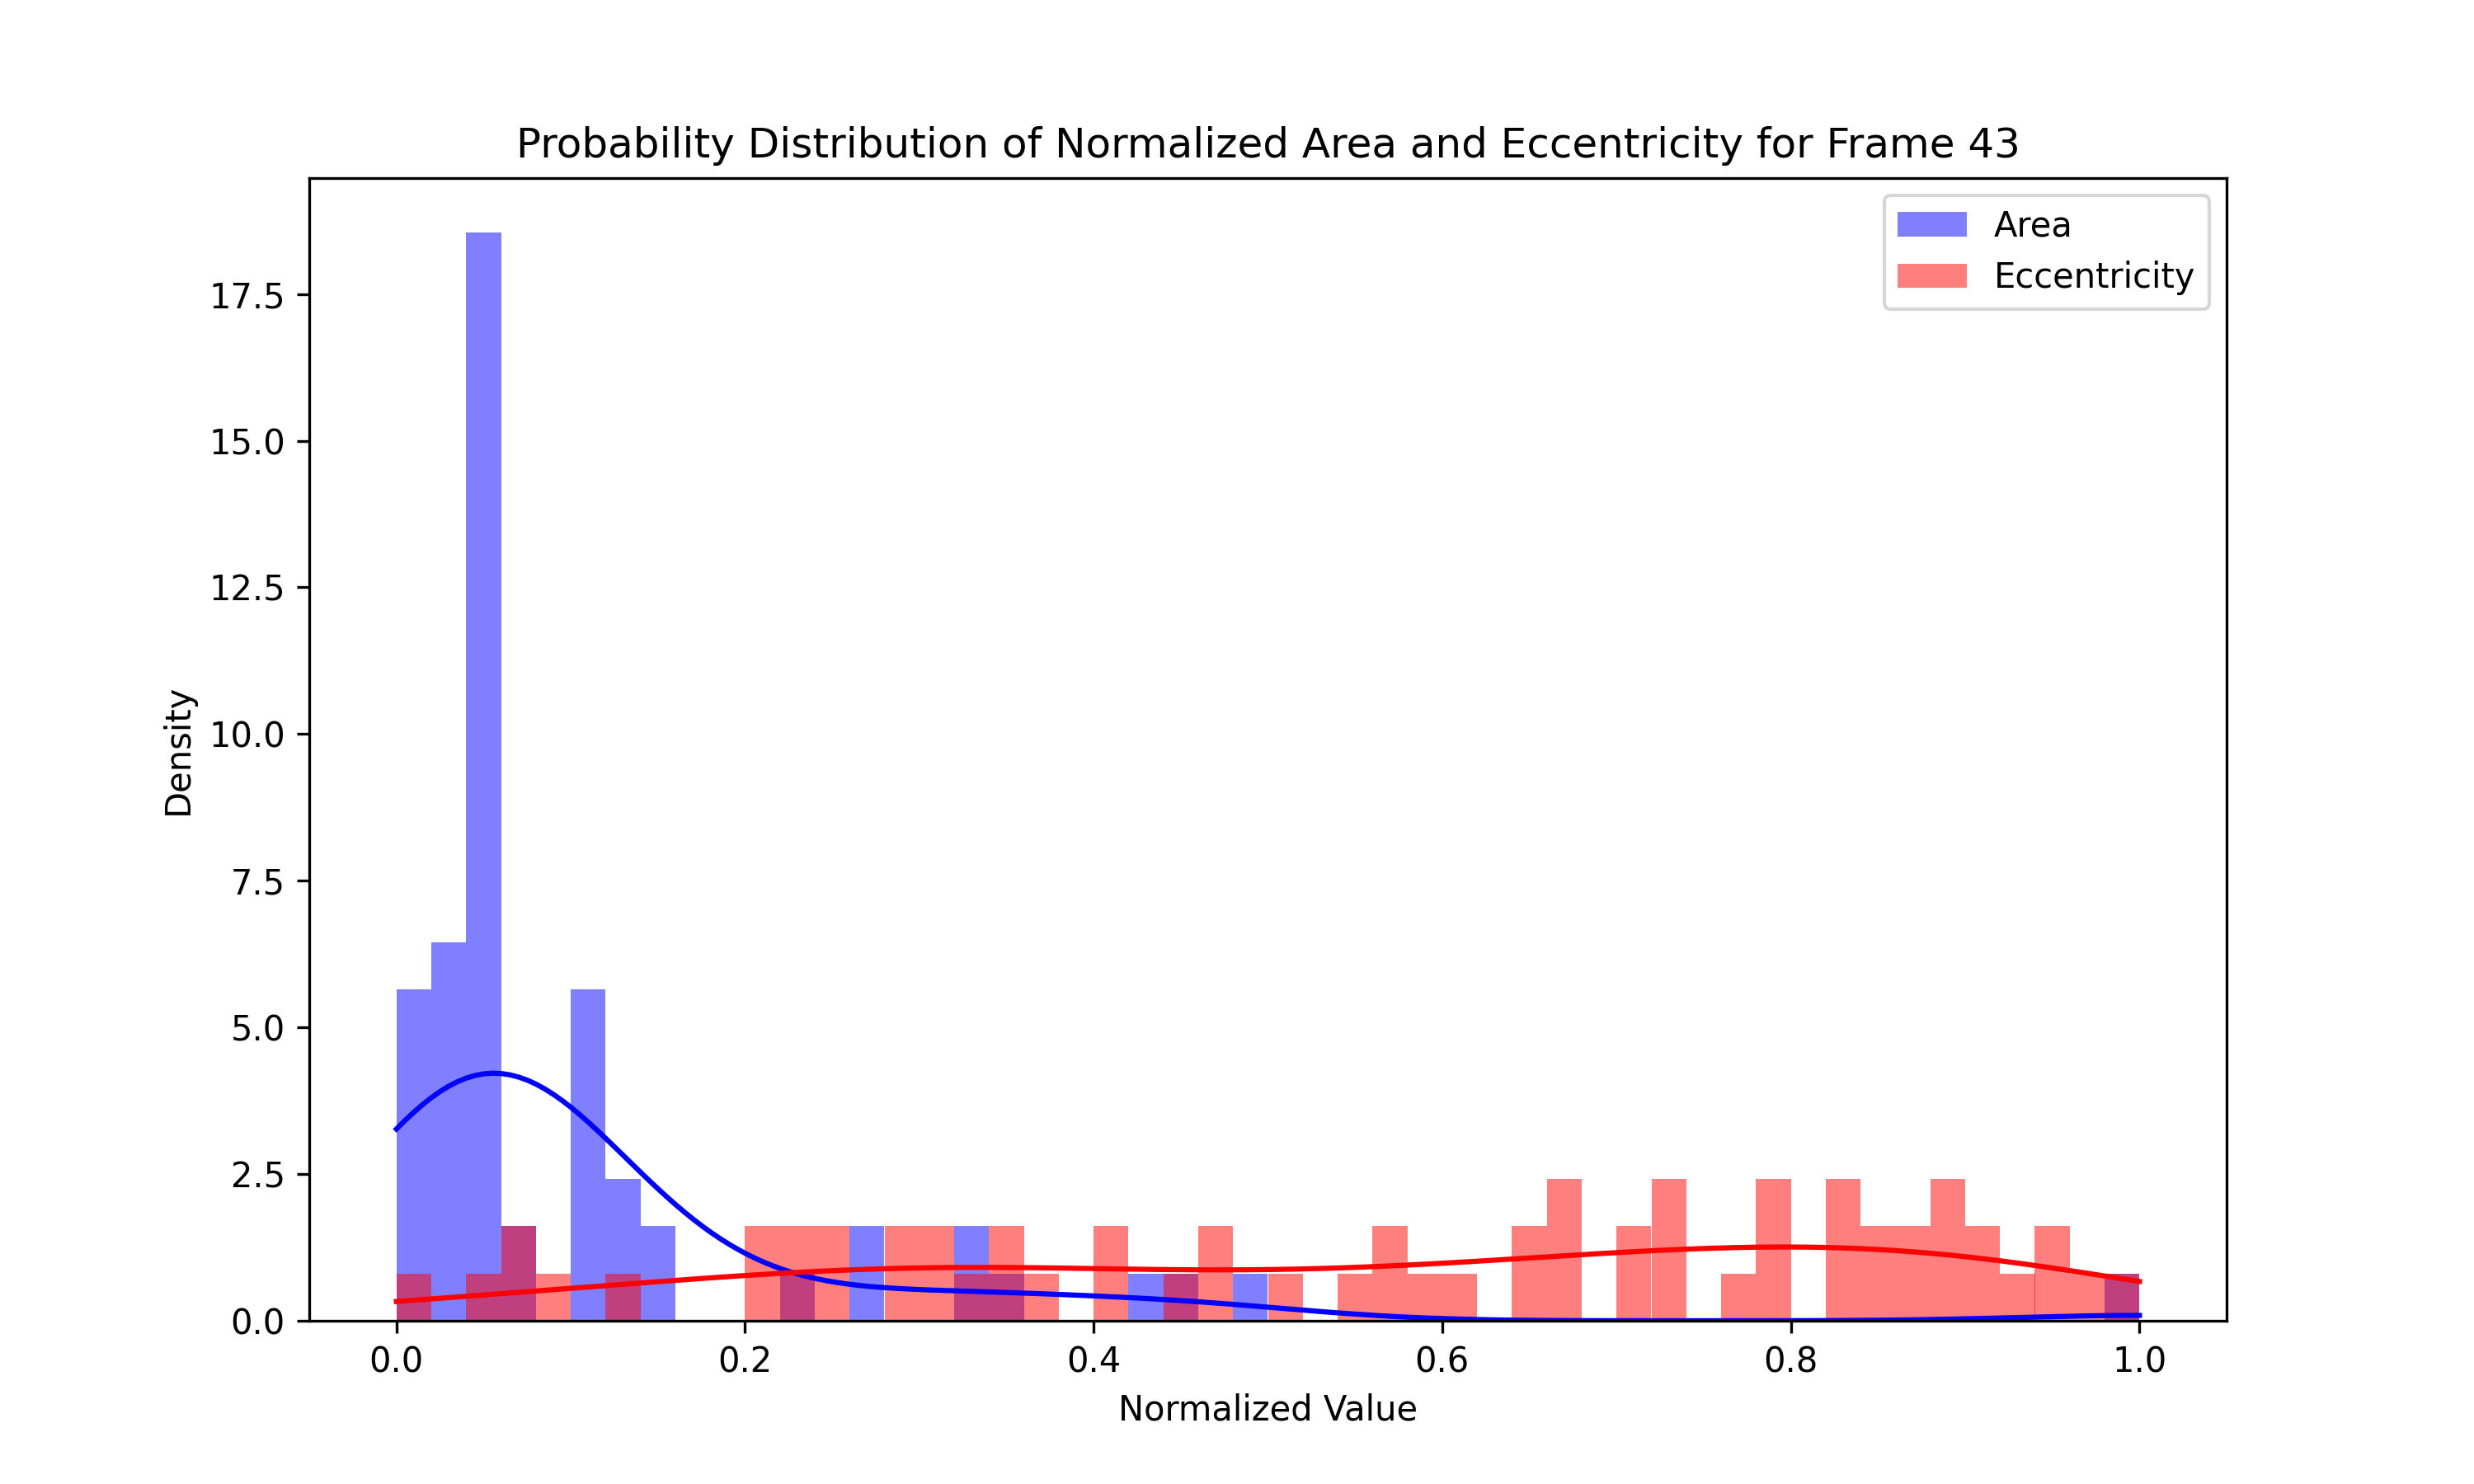 Probability Distribution of Normalized Area and Eccentricity for Frame 43
Area
Eccentricity
17.5
15.0
12.5
10.0
7.5
5.0
2.5
0.0
Density
0.0 0.2 0.4 0.6 0.8 1.0
Normalized Value